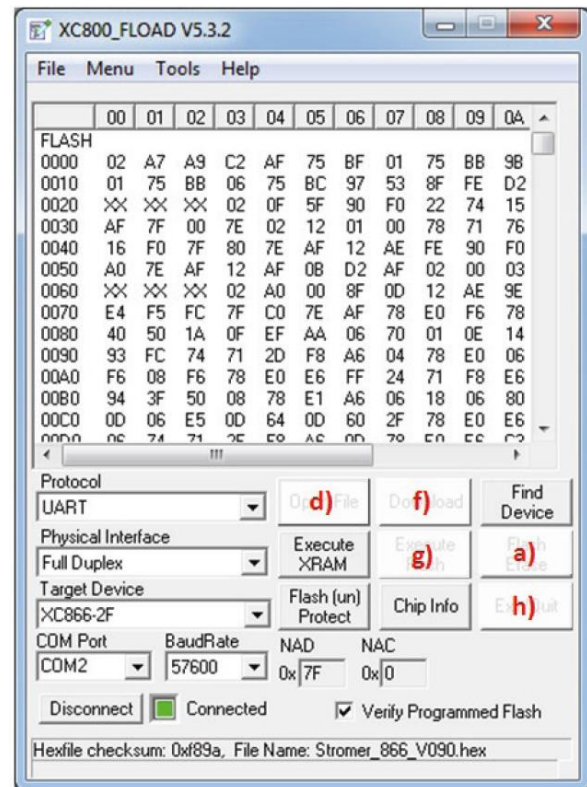 XC800_FLOAD V5.3.2
File Menu Tools Help
00 01 02 03 04 05 06 07 08 09 0A
FLASH
0000 02 A7 A9 C2 AF 75 BF 01 75 BB 9B
0010 01 75 BB 06 75 BC 97 53 8F FE D2
0020 XX XX XX 02 0F 5F 90 F0 22 74 15
0030 AF 7F 00 7E 02 12 01 00 78 71 76
0040 16 F0 7F 80 7E AF 12 AE FE 90 F0
0050 A0 7E AF 12 AF 0B D2 AF 02 00 03
0060 XX XX XX 02 A0 00 8F 0D 12 AE 9E
0070 E4 F5 FC 7F C0 7E AF 78 E0 F6 78
0080 40 50 1A 0F EF AA 06 70 01 0E 14
0090 93 FC 74 71 2D F8 A6 04 78 E0 06
00A0 F6 08 F6 78 E0 E6 FF 24 71 F8 E6
00B0 94 3F 50 08 78 E1 A6 06 18 06 80
00C0 0D 06 E5 0D 64 0D 60 2F 78 E0 E6
Protocol
UART
d) f) Find Device
Physical Interface
Full Duplex
Execute XRAM g) a)
Target Device
XC866-2F
Flash (un) Protect Chip Info h)
COM Port BaudRate NAD NAC
COM2 57600 0x 7F 0x 0
Disconnect Connected Verify Programmed Flash
Hexfile checksum: 0xf89a, File Name: Stromer_866_V090.hex